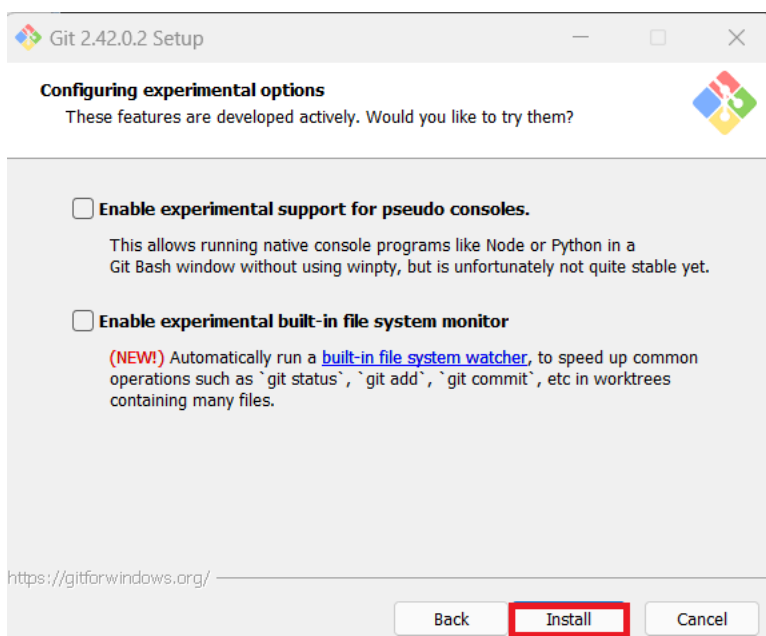 Git 2.42.0.2 Setup
Configuring experimental options
These features are developed actively. Would you like to try them?
Enable experimental support for pseudo consoles.
This allows running native console programs like Node or Python in a
Git Bash window without using winpty, but is unfortunately not quite stable yet.
Enable experimental built-in file system monitor
(NEW!) Automatically run a built-in file system watcher, to speed up common
operations such as `git status`, `git add`, `git commit`, etc in worktrees
containing many files.
https://gitforwindows.org/
Back Install Cancel